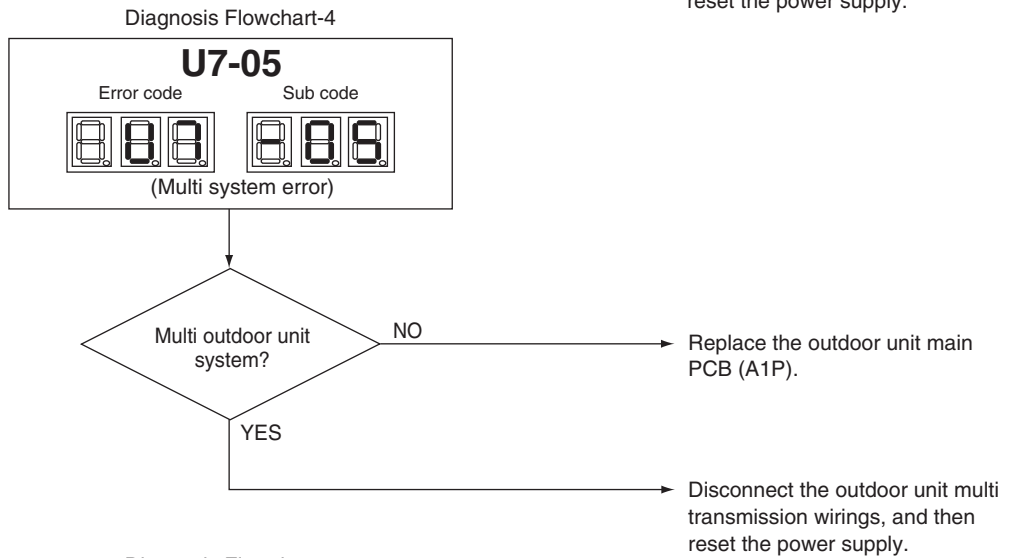 reset the power supply.
Diagnosis Flowchart-4
U7-05
Error code Sub code
U7 -05
(Multi system error)
Multi outdoor unit
system?
NO
Replace the outdoor unit main
PCB (A1P).
YES
Disconnect the outdoor unit multi
transmission wirings, and then
reset the power supply.